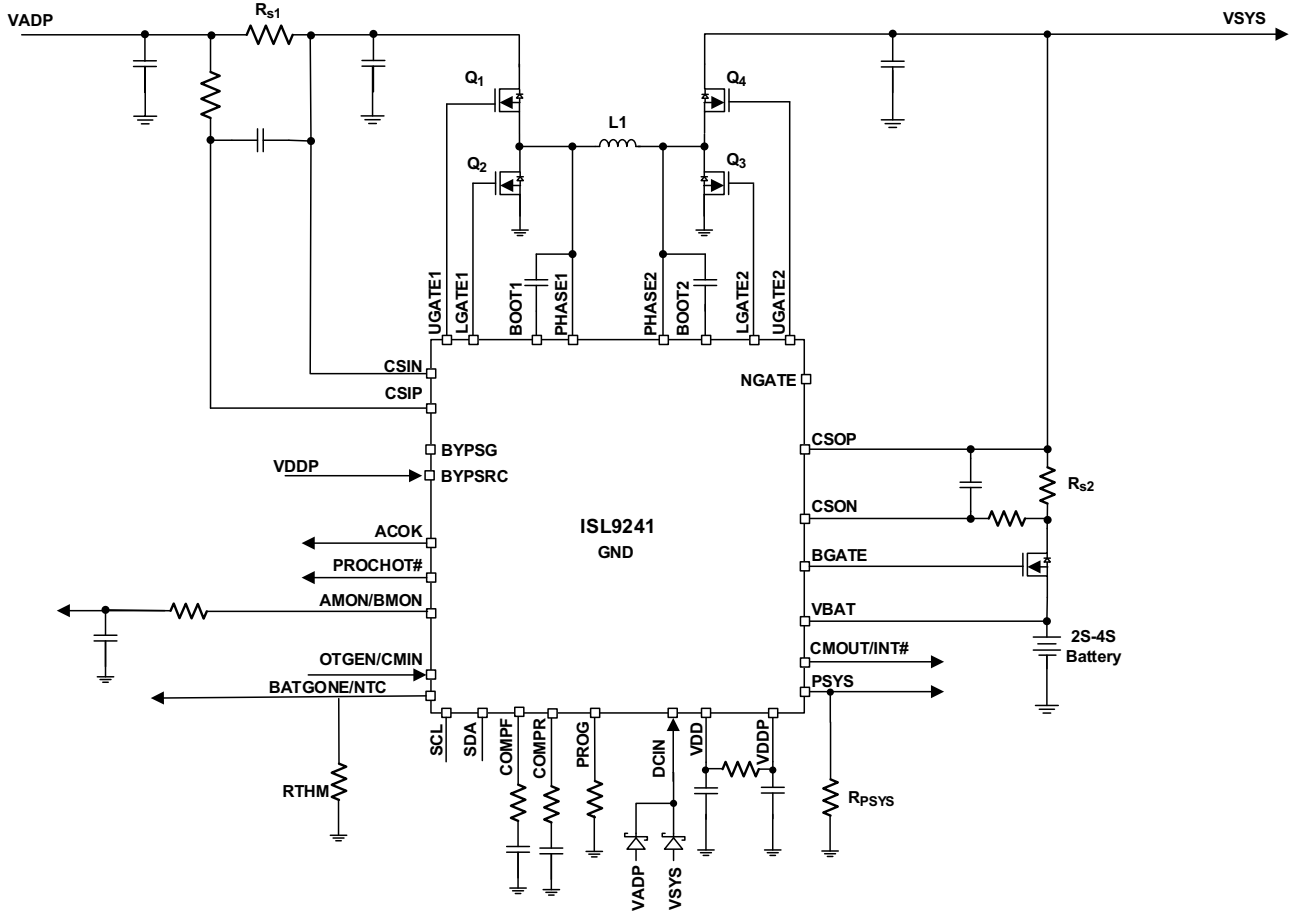 VADP
Rs1
VSYS
Q1
Q4
L1
Q2
Q3
UGATE1
LGATE1
BOOT1
PHASE1
PHASE2
BOOT2
LGATE2
UGATE2
CSIN
NGATE
CSIP
BYPSG
CSOP
VDDP
BYPSRC
Rs2
CSON
ISL9241
GND
ACOK
BGATE
PROCHOT#
AMON/BMON
VBAT
2S-4S
Battery
OTGEN/CMIN
CMOUT/INT#
BATGONE/NTC
PSYS
SCL
SDA
COMPF
COMPR
PROG
DCIN
VDD
VDDP
RTHM
RPSYS
VADP
VSYS